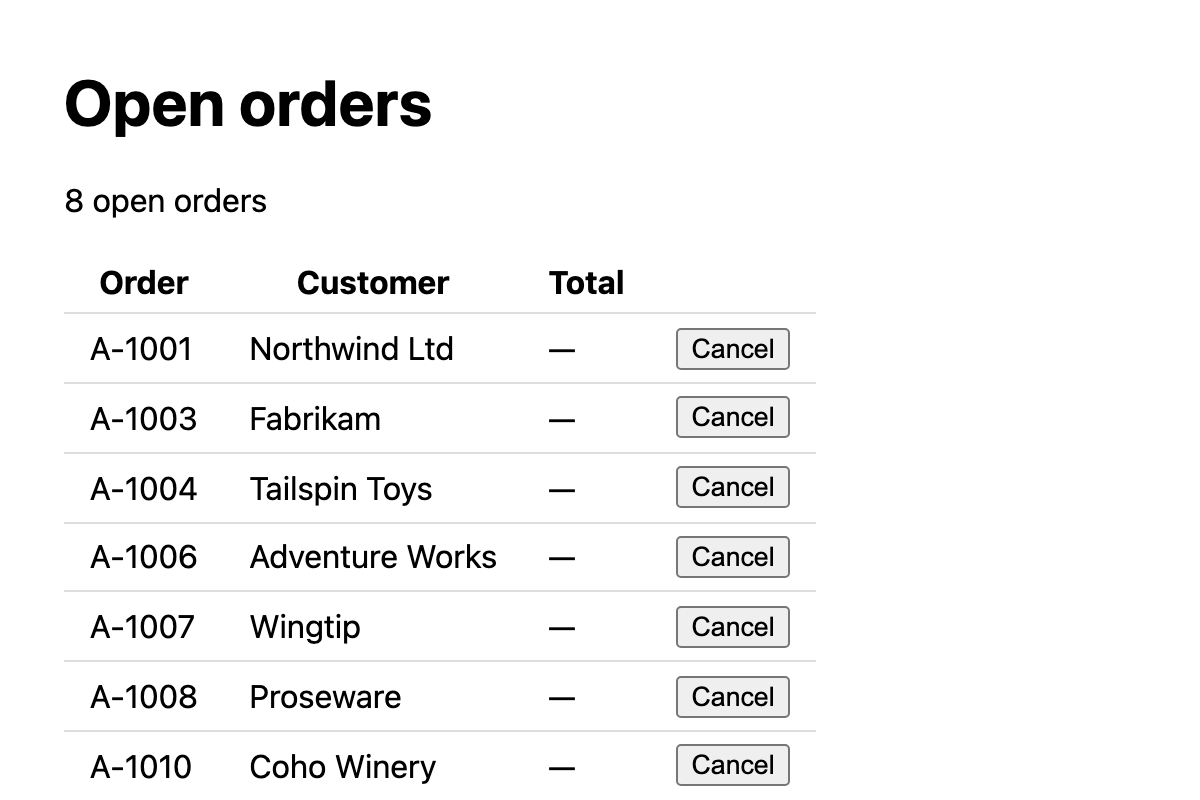 Open orders
8 open orders
Order Customer Total
A-1001 Northwind Ltd — Cancel
A-1003 Fabrikam — Cancel
A-1004 Tailspin Toys — Cancel
A-1006 Adventure Works — Cancel
A-1007 Wingtip — Cancel
A-1008 Proseware — Cancel
A-1010 Coho Winery — Cancel